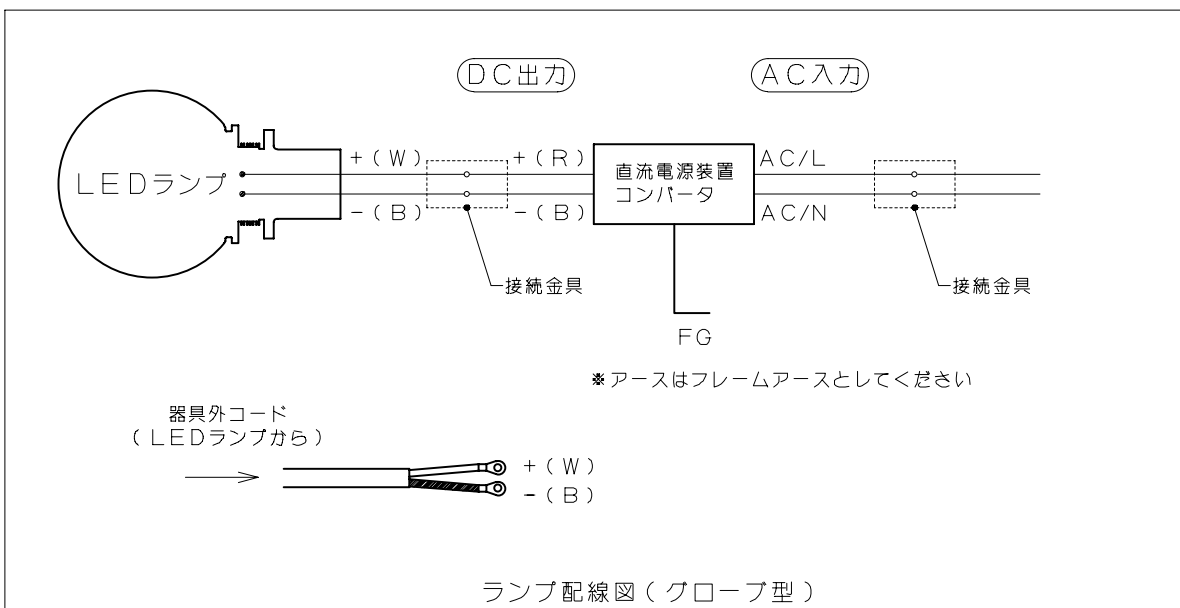 DC出力
AC入力
LEDランプ
+(W)
-(B)
+(R)
-(B)
直流電源装置
コンバータ
AC/L
AC/N
接続金具
接続金具
FG
※アースはフレームアースとしてください
器具外コード
(LEDランプから)
+(W)
-(B)
ランプ配線図(グローブ型)